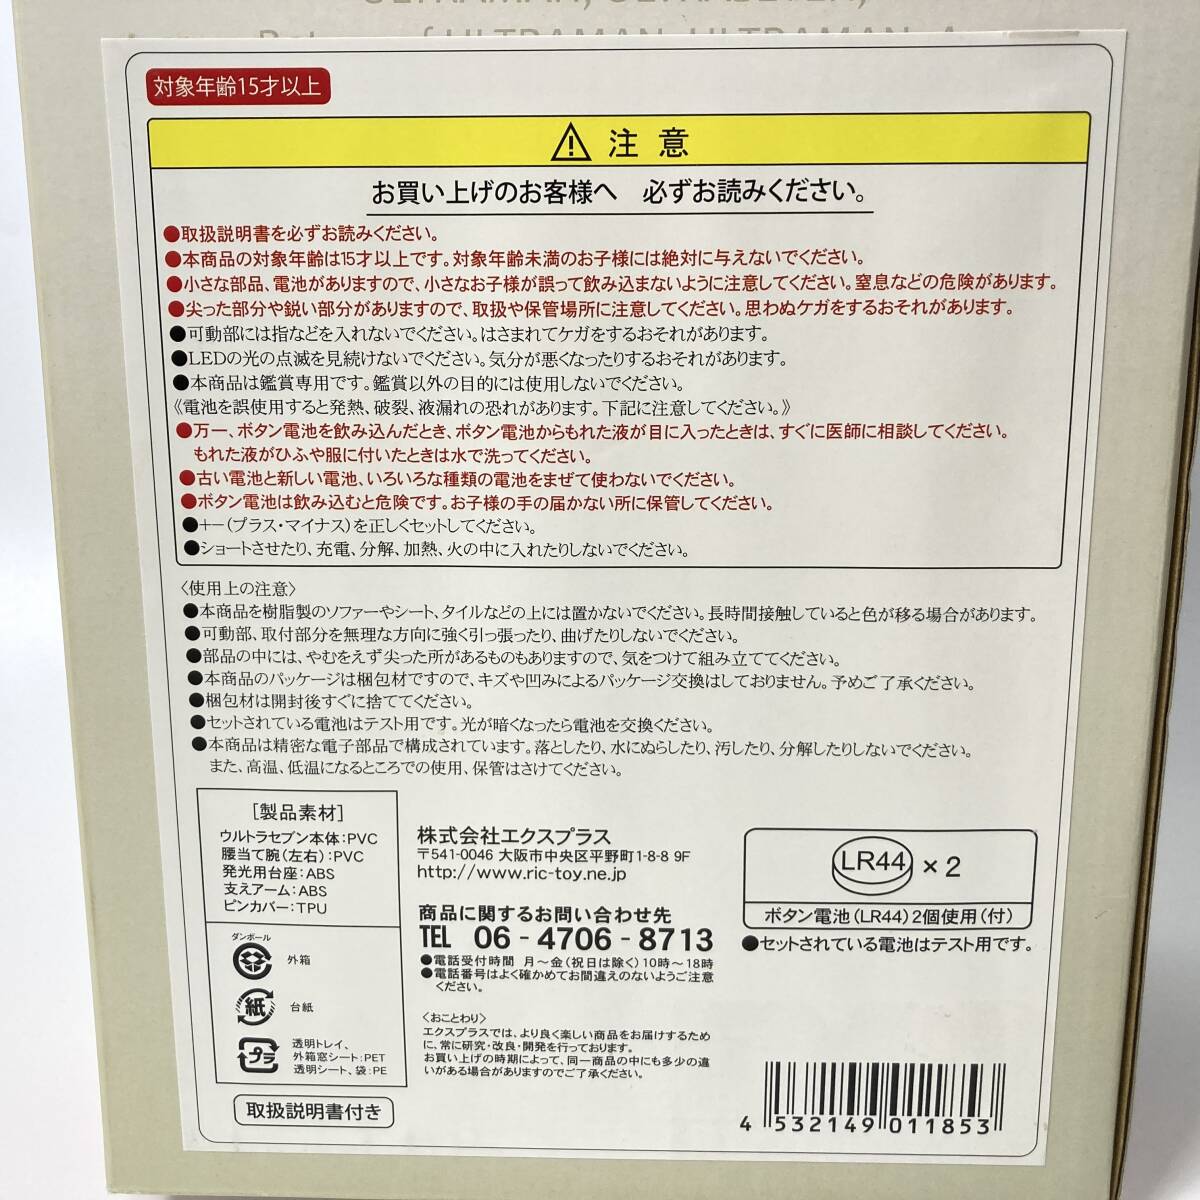 ULTRAMAN, ULTRASEVEN,
ULTRAMAN, ULTRAMAN A
対象年齢15才以上
注意
お買い上げのお客様へ 必ずお読みください。
●取扱説明書を必ずお読みください。
●本商品の対象年齢は15才以上です。対象年齢未満のお子様には絶対に与えないでください。
●小さな部品、電池がありますので、小さなお子様が誤って飲み込まないように注意してください。窒息などの危険があります。
●尖った部分や鋭い部分がありますので、取扱や保管場所に注意してください。思わぬケガをするおそれがあります。
●可動部には指などを入れないでください。はさまれてケガをするおそれがあります。
●LEDの光の点滅を見続けないでください。気分が悪くなったりするおそれがあります。
●本商品は鑑賞専用です。鑑賞以外の目的には使用しないでください。
《電池を誤使用すると発熱、破裂、液漏れの恐れがあります。下記に注意してください。》
●万一、ボタン電池を飲み込んだとき、ボタン電池からもれた液が目に入ったときは、すぐに医師に相談してください。
もれた液がひふや服に付いたときは水で洗ってください。
●古い電池と新しい電池、いろいろな種類の電池をまぜて使わないでください。
●ボタン電池は飲み込むと危険です。お子様の手の届かない所に保管してください。
●+−(プラス・マイナス)を正しくセットしてください。
●ショートさせたり、充電、分解、加熱、火の中に入れたりしないでください。
〈使用上の注意〉
●本商品を樹脂製のソファーやシート、タイルなどの上には置かないでください。長時間接触していると色が移る場合があります。
●可動部、取付部分を無理な方向に強く引っ張ったり、曲げたりしないでください。
●部品の中には、やむをえず尖った所があるものもありますので、気をつけて組み立ててください。
●本商品のパッケージは梱包材ですので、キズや凹みによるパッケージ交換はしておりません。予めご了承ください。
●梱包材は開封後すぐに捨ててください。
●セットされている電池はテスト用です。光が暗くなったら電池を交換ください。
●本商品は精密な電子部品で構成されています。落としたり、水にぬらしたり、汚したり、分解したりしないでください。
また、高温、低温になるところでの使用、保管はさけてください。
[製品素材]
ウルトラセブン本体:PVC
腰当て腕(左右):PVC
発光用台座:ABS
支えアーム:ABS
ピンカバー:TPU
ダンボール
外箱
紙
台紙
プラ
透明トレイ、
外箱窓シート:PET
透明シート、袋:PE
取扱説明書付き
株式会社エクスプラス
〒541-0046 大阪市中央区平野町1-8-8 9F
http://www.ric-toy.ne.jp
商品に関するお問い合わせ先
TEL 06-4706-8713
●電話受付時間 月〜金(祝日は除く)10時〜18時
●電話番号はよく確かめてお間違えのないようご注意
ください。
〈おことわり〉
エクスプラスでは、より良く楽しい商品をお届けするため
に、常に研究・改良・開発を行っております。
お買い上げの時期によって、同一商品の中にも多少の違
いがある場合がありますのでご了承ください。
LR44 ×2
ボタン電池(LR44)2個使用(付)
●セットされている電池はテスト用です。
4 532149 011853